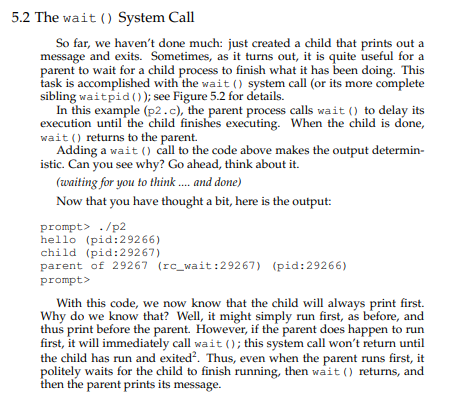 5.2 The wait() System Call
So far, we haven't done much: just created a child that prints out a
message and exits. Sometimes, as it turns out, it is quite useful for a
parent to wait for a child process to finish what it has been doing. This
task is accomplished with the wait() system call (or its more complete
sibling waitpid()); see Figure 5.2 for details.
In this example (p2.c), the parent process calls wait() to delay its
execution until the child finishes executing. When the child is done,
wait() returns to the parent.
Adding a wait() call to the code above makes the output determin-
istic. Can you see why? Go ahead, think about it.
(waiting for you to think .... and done)
Now that you have thought a bit, here is the output:
prompt> ./p2
hello (pid:29266)
child (pid:29267)
parent of 29267 (rc_wait:29267) (pid:29266)
prompt>
With this code, we now know that the child will always print first.
Why do we know that? Well, it might simply run first, as before, and
thus print before the parent. However, if the parent does happen to run
first, it will immediately call wait(); this system call won't return until
the child has run and exited². Thus, even when the parent runs first, it
politely waits for the child to finish running, then wait() returns, and
then the parent prints its message.